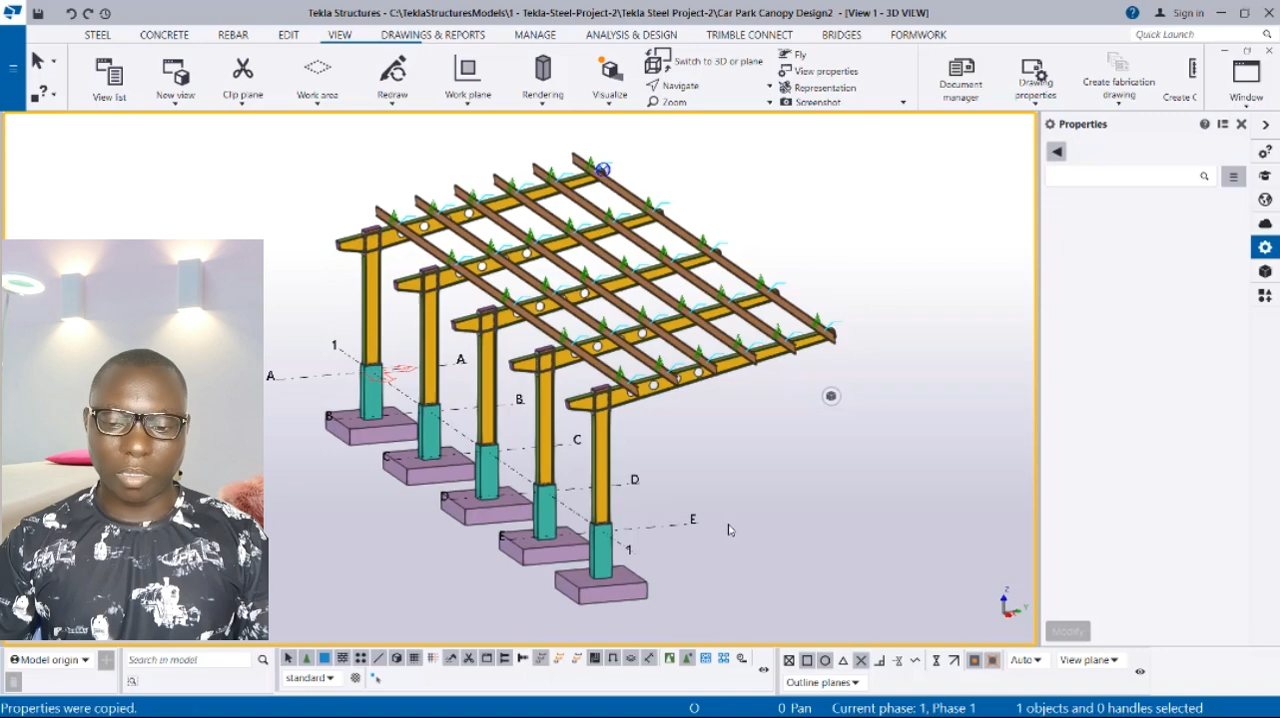 Tekla Structures - C:\TeklaStructuresModels\1 - Tekla-Steel-Project-2\Tekla Steel Project-2\Car Park Canopy Design2 - [View 1 - 3D VIEW]
Sign in
STEEL CONCRETE REBAR EDIT VIEW DRAWINGS & REPORTS MANAGE ANALYSIS & DESIGN TRIMBLE CONNECT BRIDGES FORMWORK
Quick Launch
View list
New view
Clip plane
Work area
Redraw
Work plane
Rendering
Visualize
Switch to 3D or plane
Navigate
Zoom
Fly
View properties
Representation
Screenshot
Document manager
Drawing properties
Create fabrication drawing
Create C
Window
Properties
1
A
A
B
B
C
C
D
D
E
E
1
Z
Y
Modify
Model origin
Search in model
standard
Auto
View plane
Outline planes
Properties were copied.
O
0 Pan
Current phase: 1, Phase 1
1 objects and 0 handles selected